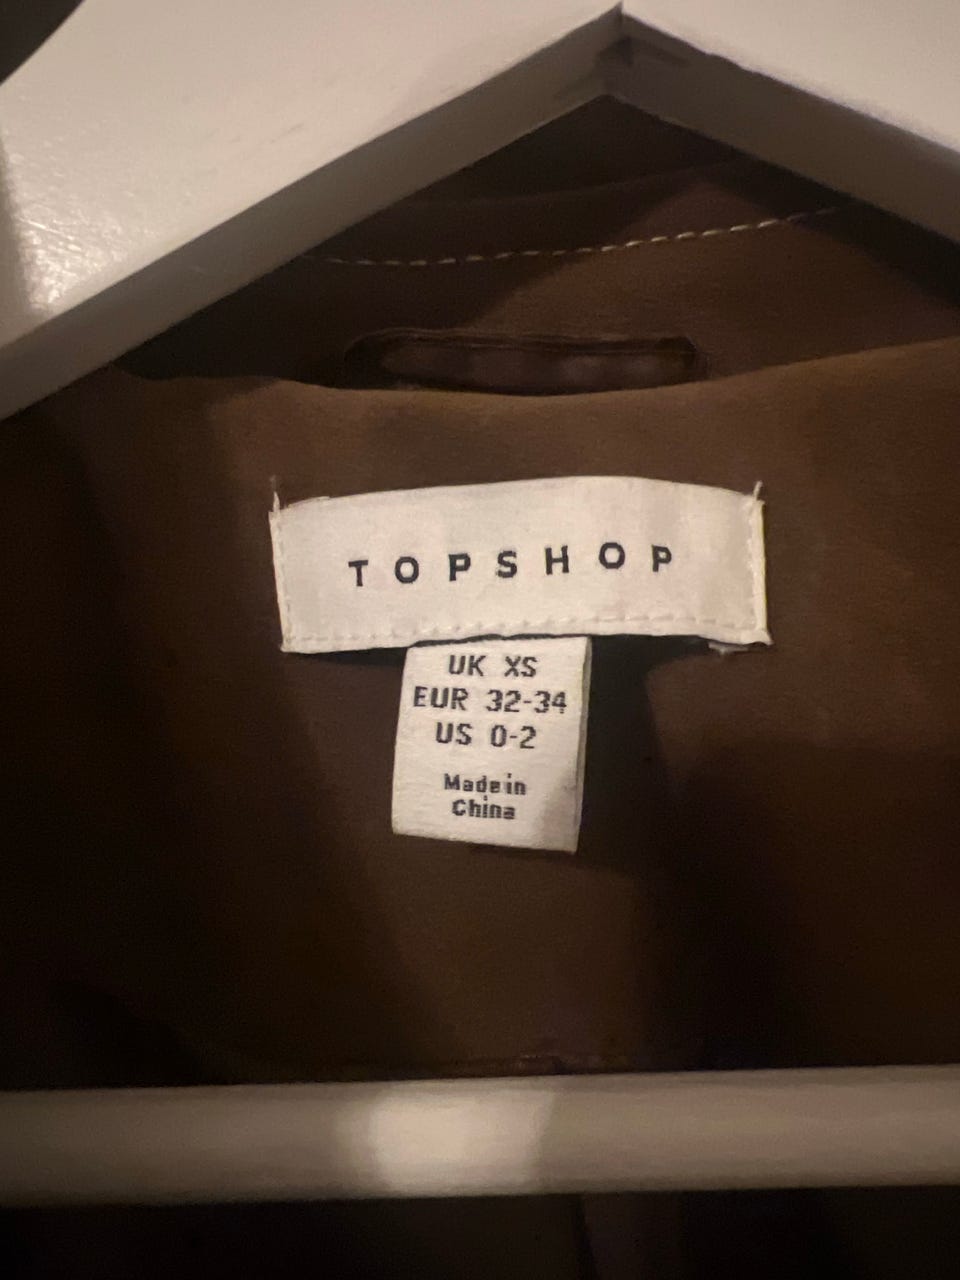 TOPSHOP
UK XS
EUR 32-34
US 0-2
Made in
China